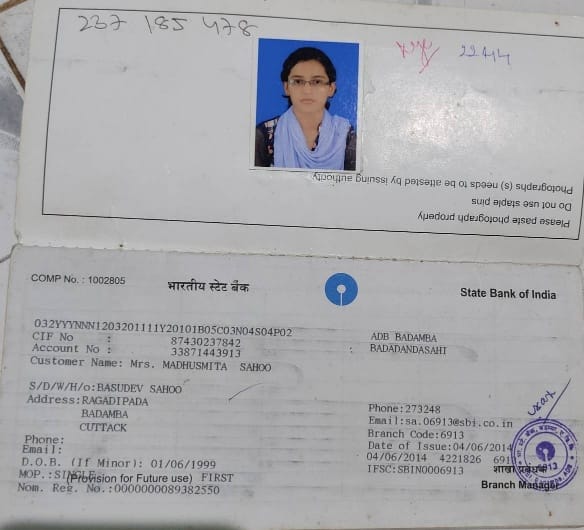 237 185 478
22414
Photographs (s) needs to be attested by issuing authority
Do not use staple pins
Please paste photograph properly
COMP No. : 1002805
भारतीय स्टेट बैंक
State Bank of India
032YYYNNN1203201111Y20101B05C03N04S04P02
CIF No : 87430237842
Account No : 33871443913
Customer Name: Mrs. MADHUSMITA SAHOO
ADB BADAMBA
: BADADANDASAHI
S/D/W/H/o:BASUDEV SAHOO
Address:RAGADIPADA
BADAMBA
CUTTACK
Phone:
Email:
D.O.B. (If Minor): 01/06/1999
MOP.:SINGLE (Provision for Future use) FIRST
Nom. Reg. No.:0000000089382550
Phone:273248
Email:sa.06913@sbi.co.in
Branch Code:6913
Date of Issue:04/06/2014
04/06/2014 4221826 691
IFSC:SBIN0006913
शाखा प्रबंधक
Branch Manager
6913